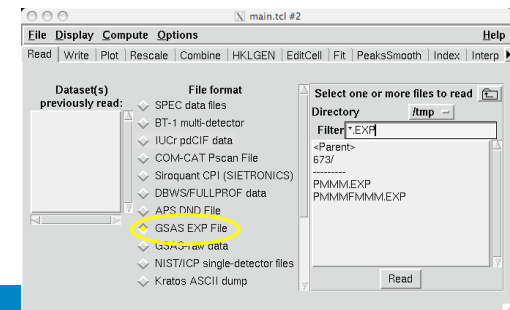 main.tcl #2
File Display Compute Options Help
Read Write Plot Rescale Combine HKLGEN EditCell Fit PeaksSmooth Index Interp
Dataset(s)
previously read:
File format
SPEC data files
BT-1 multi-detector
IUCr pdCIF data
COM-CAT Pscan File
Siroquant CPI (SIETRONICS)
DBWS/FULLPROF data
APS DND File
GSAS EXP File
GSAS-raw data
NIST/ICP single-detector files
Kratos ASCII dump
Select one or more files to read
Directory /tmp
Filter *.EXP
<Parent>
673/
---------
PMMM.EXP
PMMMFMMM.EXP
Read